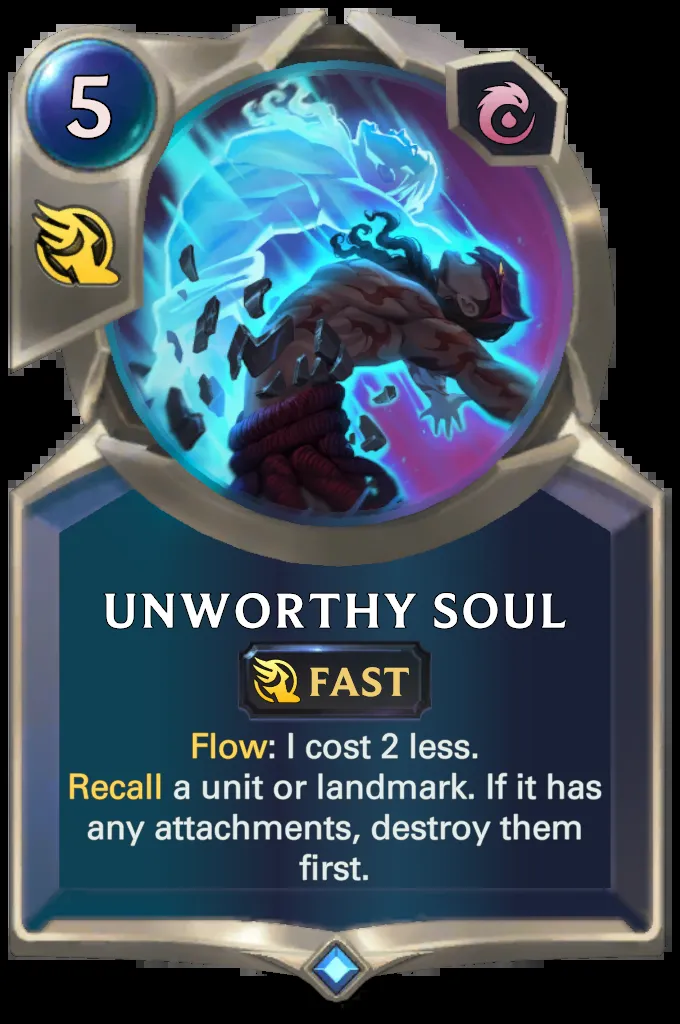 5
UNWORTHY SOUL
FAST
Flow: I cost 2 less.
Recall a unit or landmark. If it has
any attachments, destroy them
first.